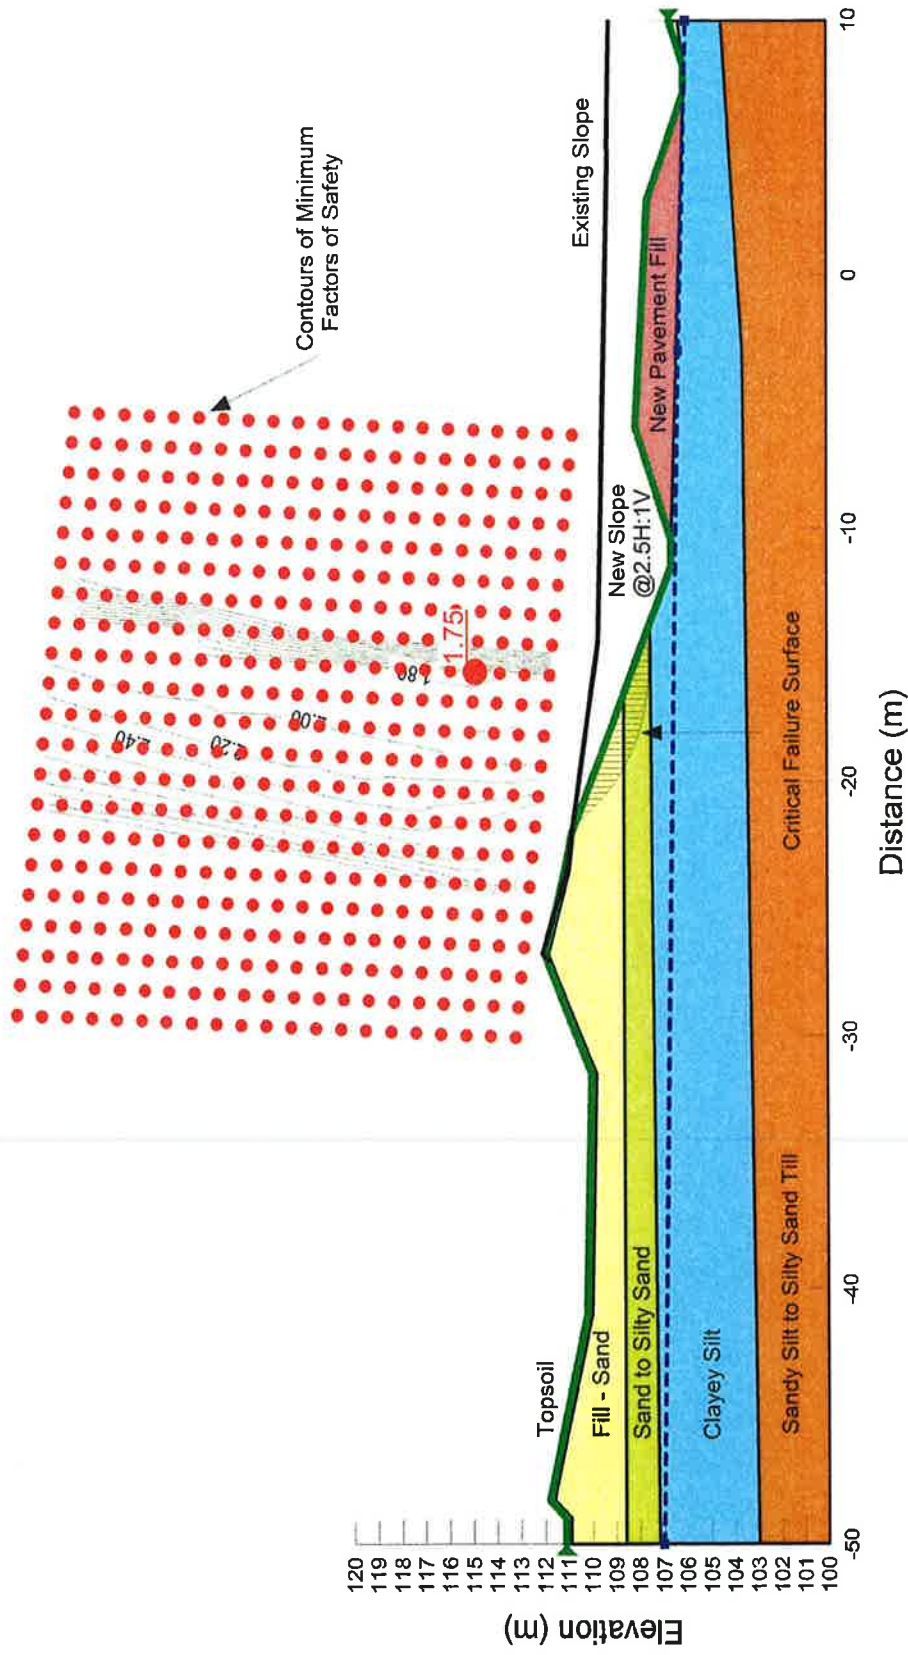 Contours of Minimum
Factors of Safety
Existing Slope
New Slope
@2.5H:1V
New Pavement Fill
1.75
1.80
2.00
2.20
2.40
Topsoil
Fill - Sand
Sand to Silty Sand
Clayey Silt
Sandy Silt to Silty Sand Till
Critical Failure Surface
Elevation (m)
120
119
118
117
116
115
114
113
112
111
110
109
108
107
106
105
104
103
102
101
100
-50
-40
-30
-20
-10
0
10
Distance (m)